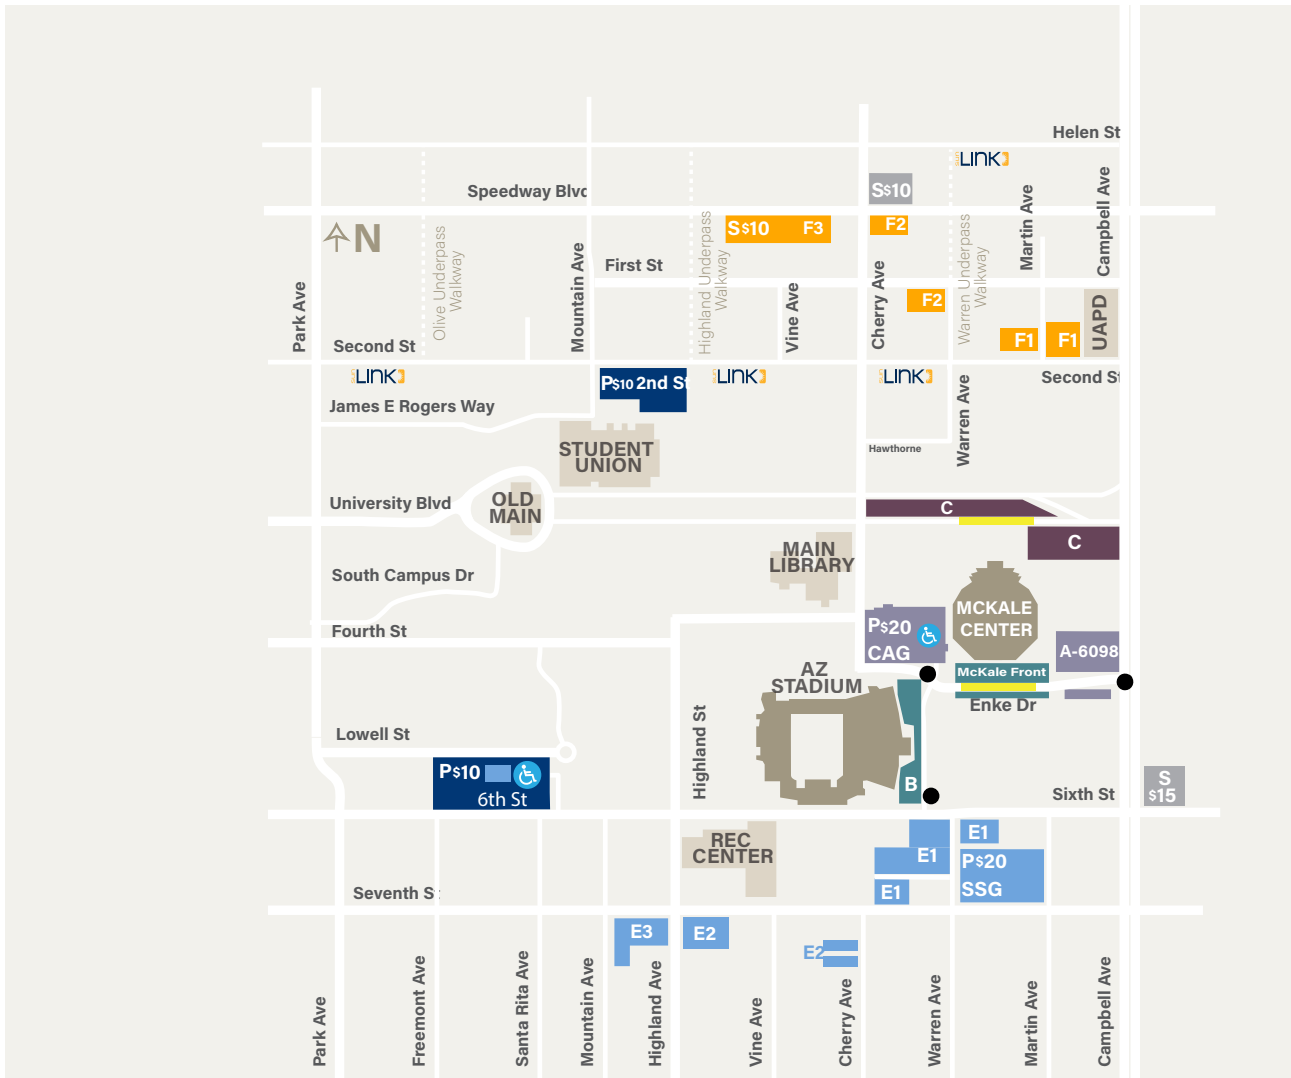 Helen St
sun LINK
S$10
Speedway Blvd
Martin Ave
Campbell Ave
N
Olive Underpass
Walkway
Mountain Ave
Highland Underpass
Walkway
S$10 F3
F2
Warren Underpass
Walkway
First St
Park Ave
Vine Ave
Cherry Ave
F2
UAPD
F1
F1
Second St
sun LINK
P$10 2nd St
sun LINK
sun LINK
Second St
James E Rogers Way
Warren Ave
STUDENT
UNION
Hawthorne
University Blvd
OLD
MAIN
C
C
MAIN
LIBRARY
South Campus Dr
MCKALE
CENTER
P$20
CAG
Fourth St
A-6098
AZ
STADIUM
McKale Front
Enke Dr
Highland St
Lowell St
P$10
6th St
B
Sixth St
S
$15
REC
CENTER
E1
E1
P$20
SSG
E1
Seventh S
E3
E2
E2
Park Ave
Freemont Ave
Santa Rita Ave
Mountain Ave
Highland Ave
Vine Ave
Cherry Ave
Warren Ave
Martin Ave
Campbell Ave